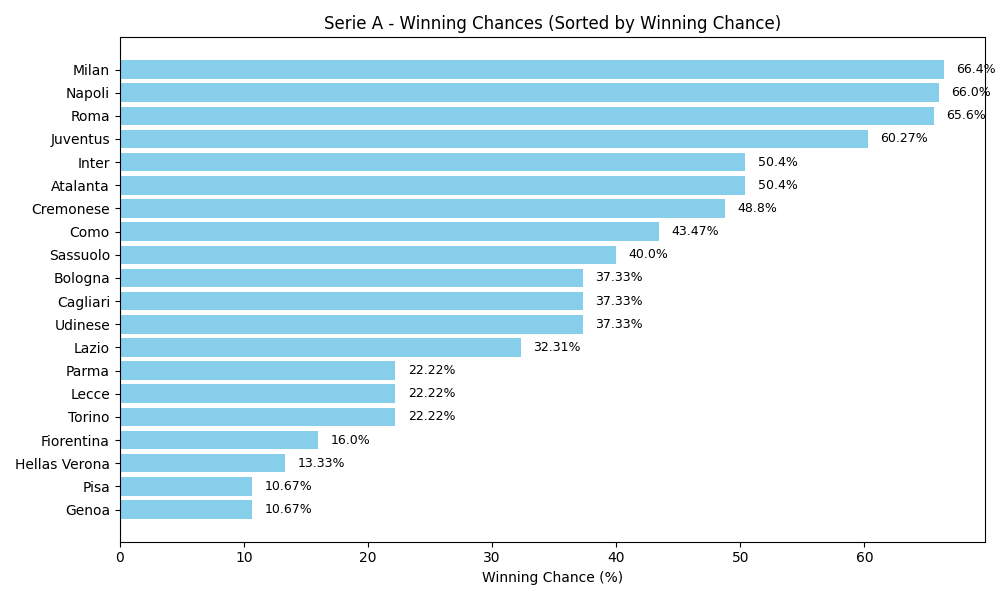 Serie A - Winning Chances (Sorted by Winning Chance)
Milan 66.4%
Napoli 66.0%
Roma 65.6%
Juventus 60.27%
Inter 50.4%
Atalanta 50.4%
Cremonese 48.8%
Como 43.47%
Sassuolo 40.0%
Bologna 37.33%
Cagliari 37.33%
Udinese 37.33%
Lazio 32.31%
Parma 22.22%
Lecce 22.22%
Torino 22.22%
Fiorentina 16.0%
Hellas Verona 13.33%
Pisa 10.67%
Genoa 10.67%
0 10 20 30 40 50 60
Winning Chance (%)